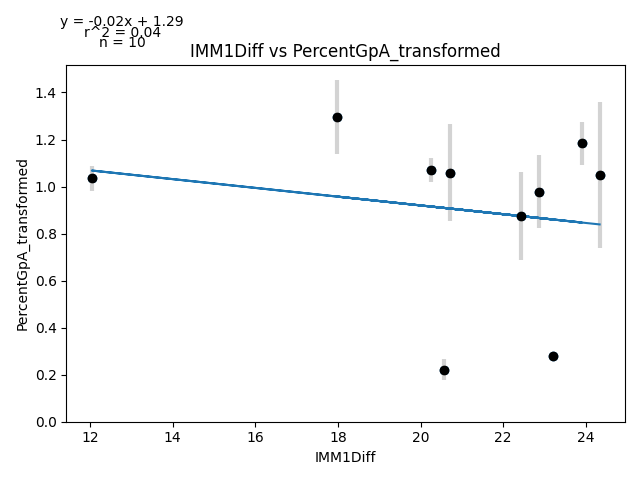 y = -0.02x + 1.29
r^2 = 0.04
n = 10
IMM1Diff vs PercentGpA_transformed
PercentGpA_transformed
1.4
1.2
1.0
0.8
0.6
0.4
0.2
0.0
12 14 16 18 20 22 24
IMM1Diff